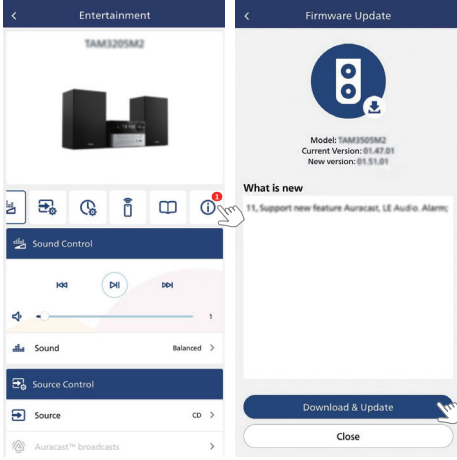 Entertainment
TAM3205M2
1
Sound Control
1
Sound
Balanced
Source Control
Source
CD
Auracast™ broadcasts
Firmware Update
Model: TAM3505M2
Current Version: 01.47.01
New version: 01.51.01
What is new
11, Support new feature Auracast, LE Audio, Alarm;
Download & Update
Close